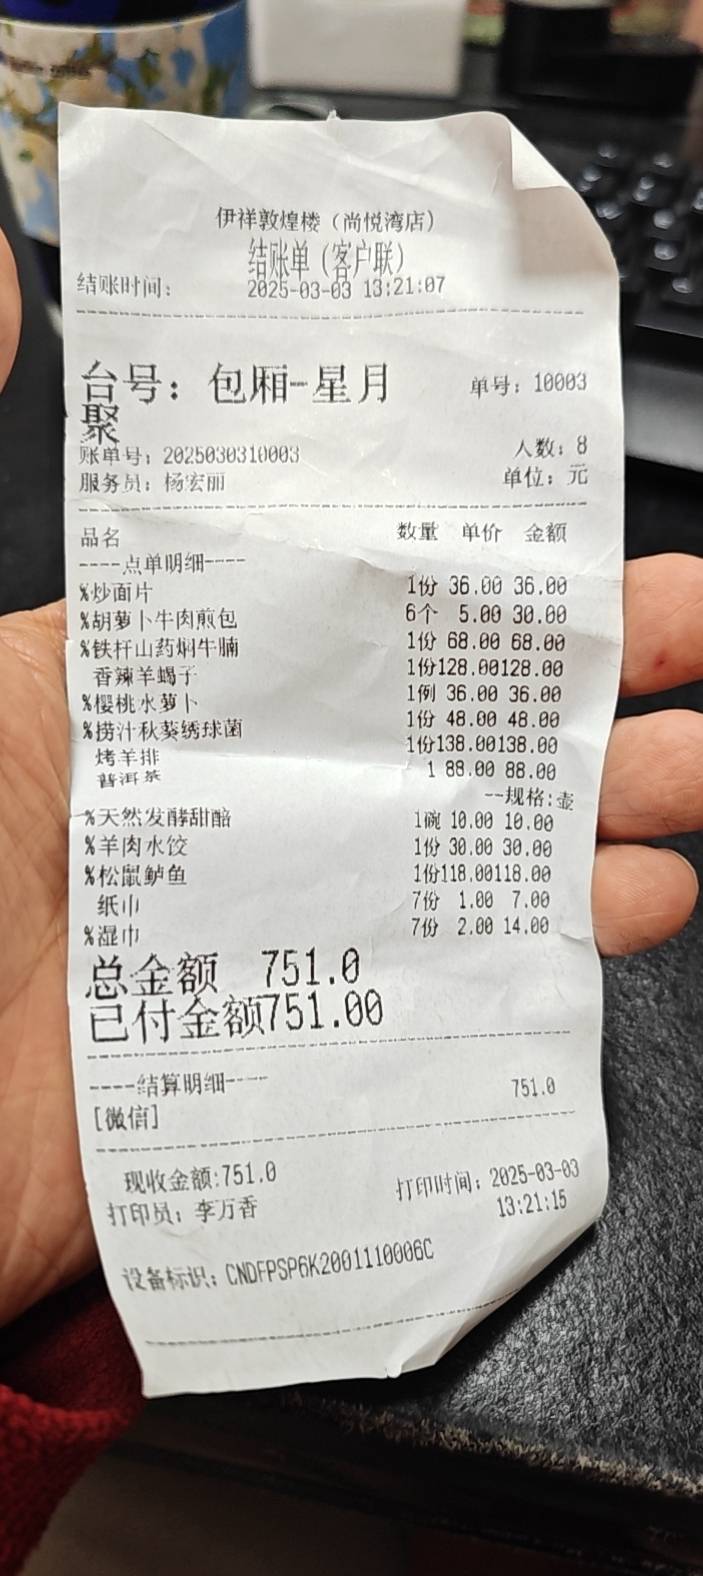 伊祥敦煌楼（尚悦湾店）
结账单（客户联）
结账时间： 2025-03-03 13:21:07
台号：包厢-星月聚 单号：10003
账单号：2025030310003 人数：8
服务员：杨宏丽 单位：元
品名 数量 单价 金额
----点单明细----
%炒面片 1份 36.00 36.00
%胡萝卜牛肉煎包 6个 5.00 30.00
%铁杆山药焖牛腩 1份 68.00 68.00
香辣羊蝎子 1份128.00128.00
%樱桃水萝卜 1例 36.00 36.00
%捞汁秋葵绣球菌 1份 48.00 48.00
烤羊排 1份138.00138.00
普洱茶 1 88.00 88.00
--规格:壶
%天然发酵甜醅 1碗 10.00 10.00
%羊肉水饺 1份 30.00 30.00
%松鼠鲈鱼 1份118.00118.00
纸巾 7份 1.00 7.00
%湿巾 7份 2.00 14.00
总金额 751.0
已付金额751.00
----结算明细----
[微信] 751.0
现收金额:751.0
打印员：李万香 打印时间：2025-03-03
13:21:15
设备标识：CNDFPSP6K2001110006C